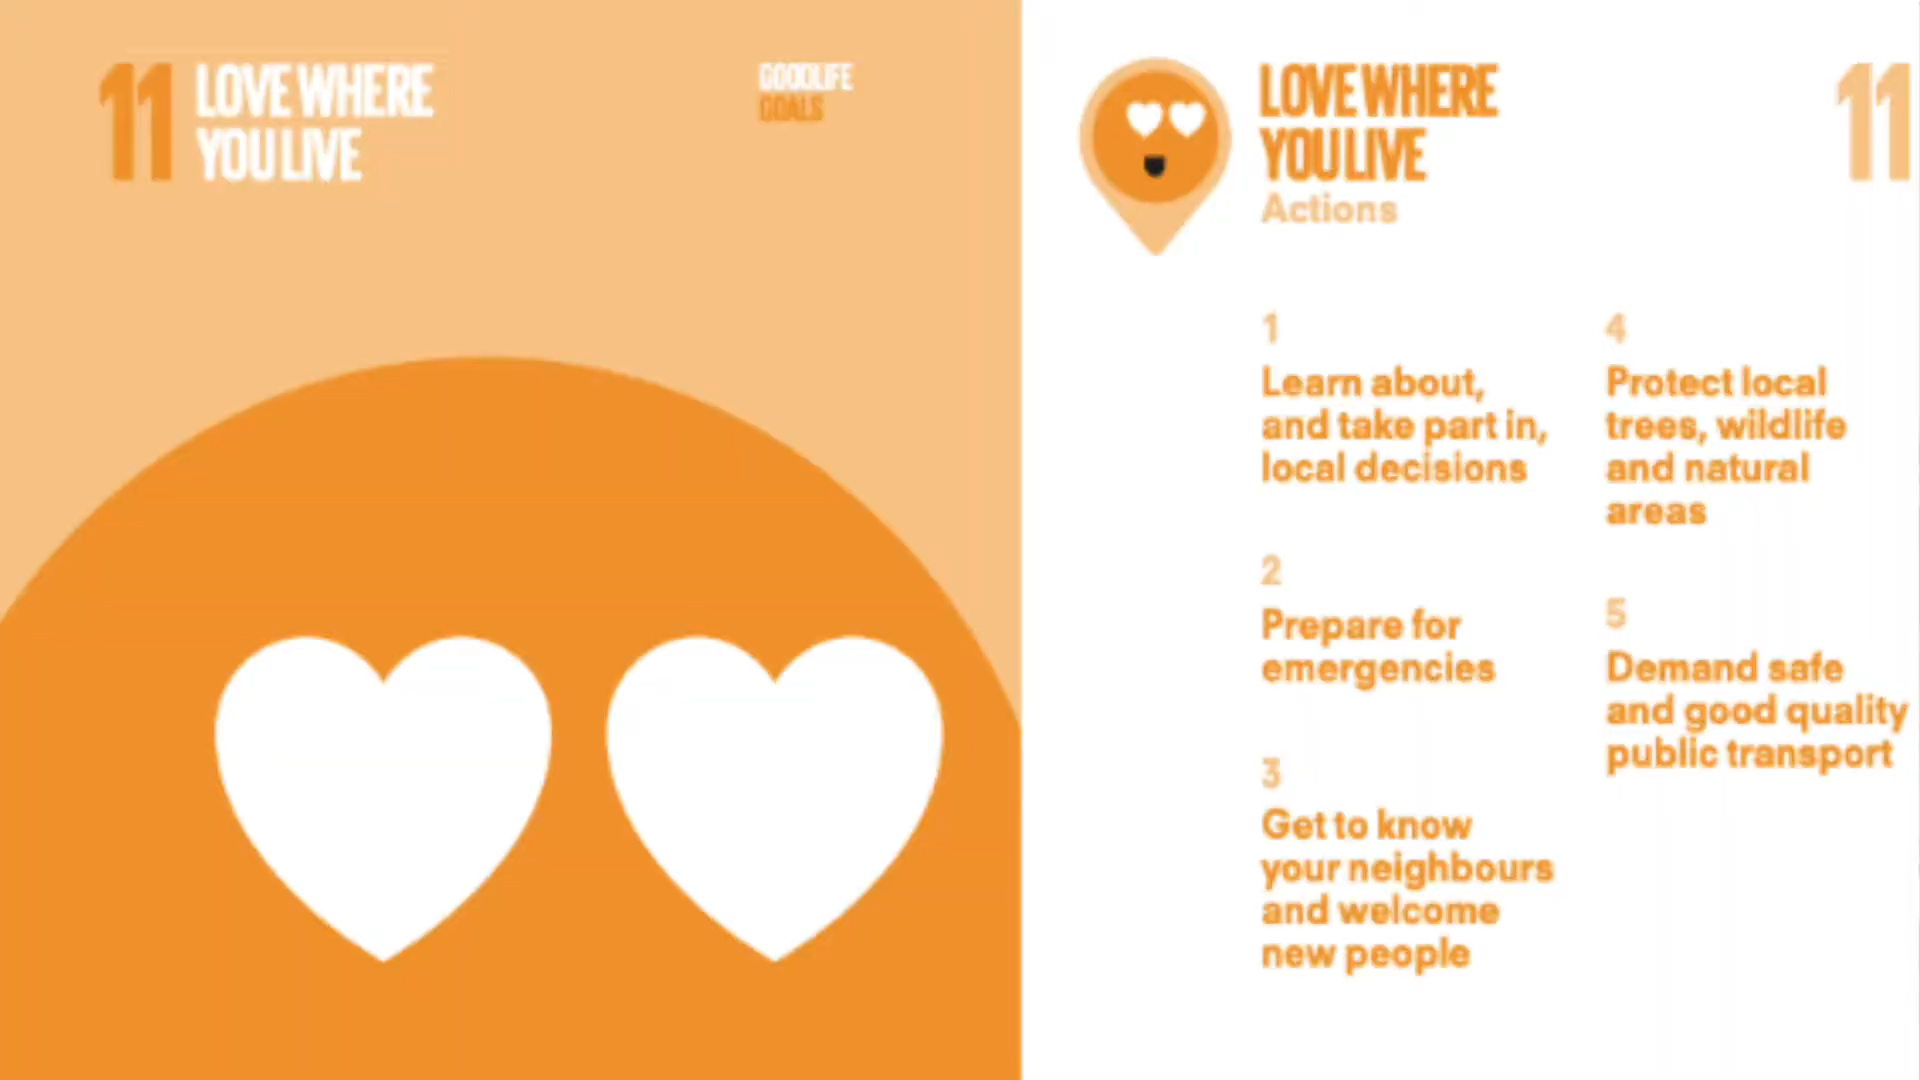 11
LOVE WHERE
YOU LIVE
GOODLIFE
GOALS
LOVE WHERE
YOU LIVE
Actions
11
1
Learn about,
and take part in,
local decisions
2
Prepare for
emergencies
3
Get to know
your neighbours
and welcome
new people
4
Protect local
trees, wildlife
and natural
areas
5
Demand safe
and good quality
public transport